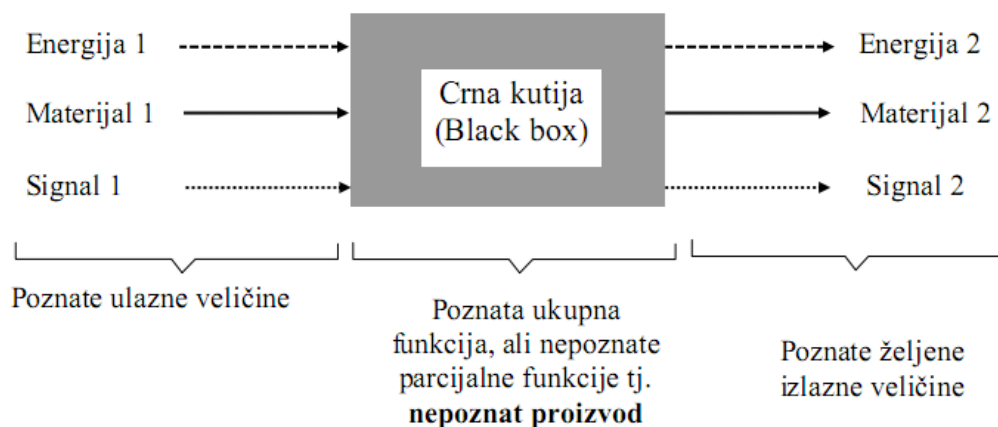 Energija 1
Materijal 1
Signal 1
Crna kutija
(Black box)
Energija 2
Materijal 2
Signal 2
Poznate ulazne veličine
Poznata ukupna
funkcija, ali nepoznate
parcijalne funkcije tj.
nepoznat proizvod
Poznate željene
izlazne veličine